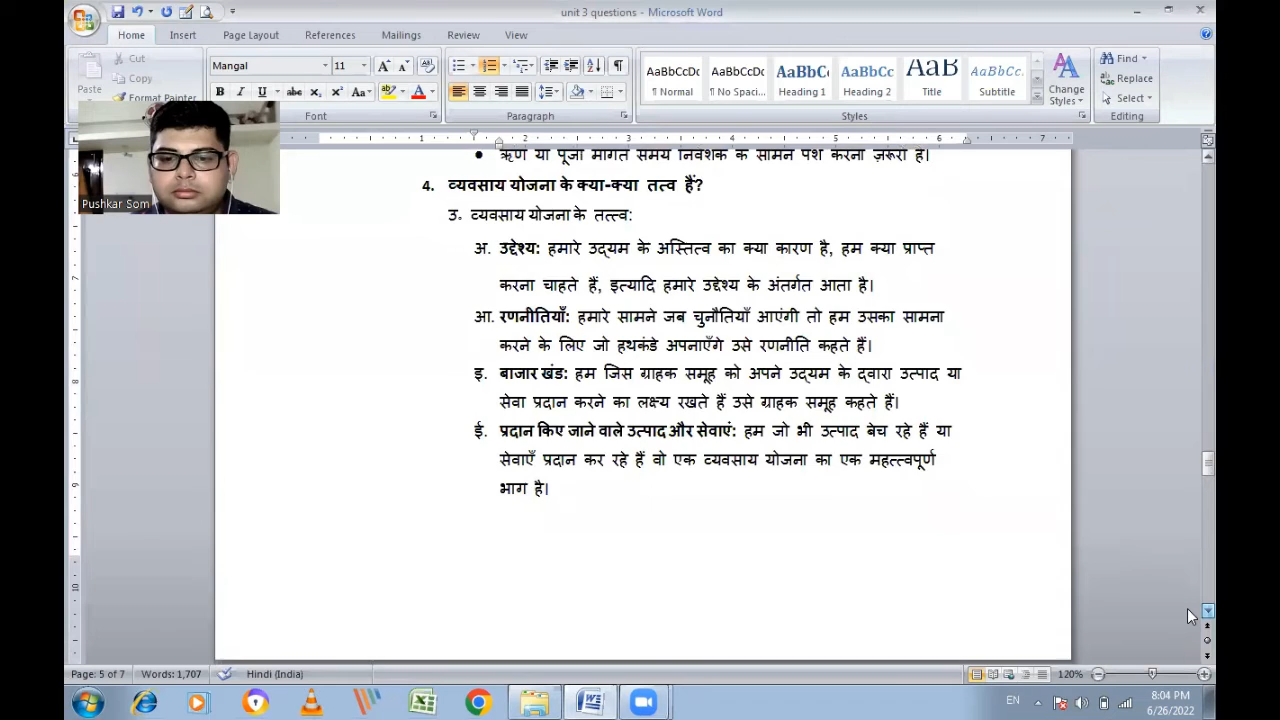 unit 3 questions - Microsoft Word
Home Insert Page Layout References Mailings Review View
Paste
Cut
Copy
Format Painter
Mangal 11
Font
Paragraph
AaBbCcDc AaBbCcDc AaBbC AaBbCc AaB AaBbCc.
¶ Normal ¶ No Spaci... Heading 1 Heading 2 Title Subtitle
Change Styles
Styles
Find
Replace
Select
Editing
Pushkar Som
4. व्यवसाय योजना के क्या-क्या तत्व हैं?
उ. व्यवसाय योजना के तत्त्व:
अ. उद्देश्य: हमारे उद्यम के अस्तित्व का क्या कारण है, हम क्या प्राप्त
करना चाहते हैं, इत्यादि हमारे उद्देश्य के अंतर्गत आता है।
आ. रणनीतियाँ: हमारे सामने जब चुनौतियाँ आएंगी तो हम उसका सामना
करने के लिए जो हथकंडे अपनाएँगे उसे रणनीति कहते हैं।
इ. बाजार खंड: हम जिस ग्राहक समूह को अपने उद्यम के द्वारा उत्पाद या
सेवा प्रदान करने का लक्ष्य रखते हैं उसे ग्राहक समूह कहते हैं।
ई. प्रदान किए जाने वाले उत्पाद और सेवाएं: हम जो भी उत्पाद बेच रहे हैं या
सेवाएँ प्रदान कर रहे हैं वो एक व्यवसाय योजना का एक महत्त्वपूर्ण
भाग है।
Page: 5 of 7 Words: 1,707 Hindi (India) 120%
EN 8:04 PM
6/26/2022